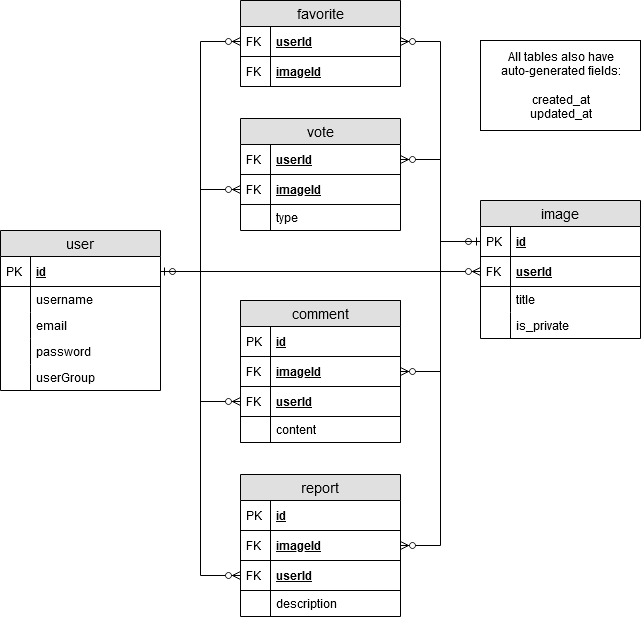 favorite
FK userId
FK imageId
All tables also have
auto-generated fields:
created_at
updated_at
vote
FK userId
FK imageId
type
image
PK id
FK userId
title
is_private
user
PK id
username
email
password
userGroup
comment
PK id
FK imageId
FK userId
content
report
PK id
FK imageId
FK userId
description